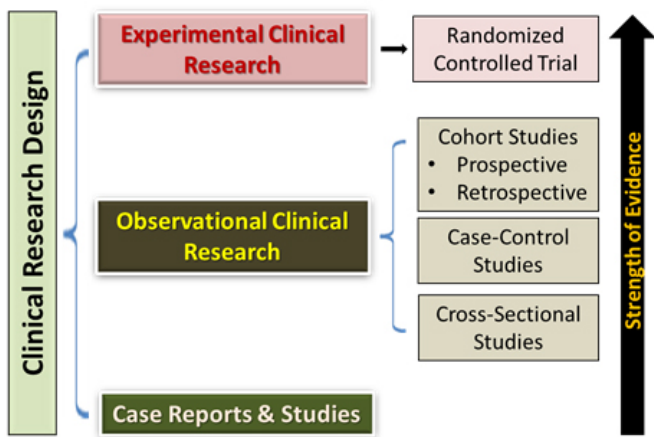 Clinical Research Design
Experimental Clinical
Research
Randomized
Controlled Trial
Observational Clinical
Research
Cohort Studies
• Prospective
• Retrospective
Case-Control
Studies
Cross-Sectional
Studies
Case Reports & Studies
Strength of Evidence